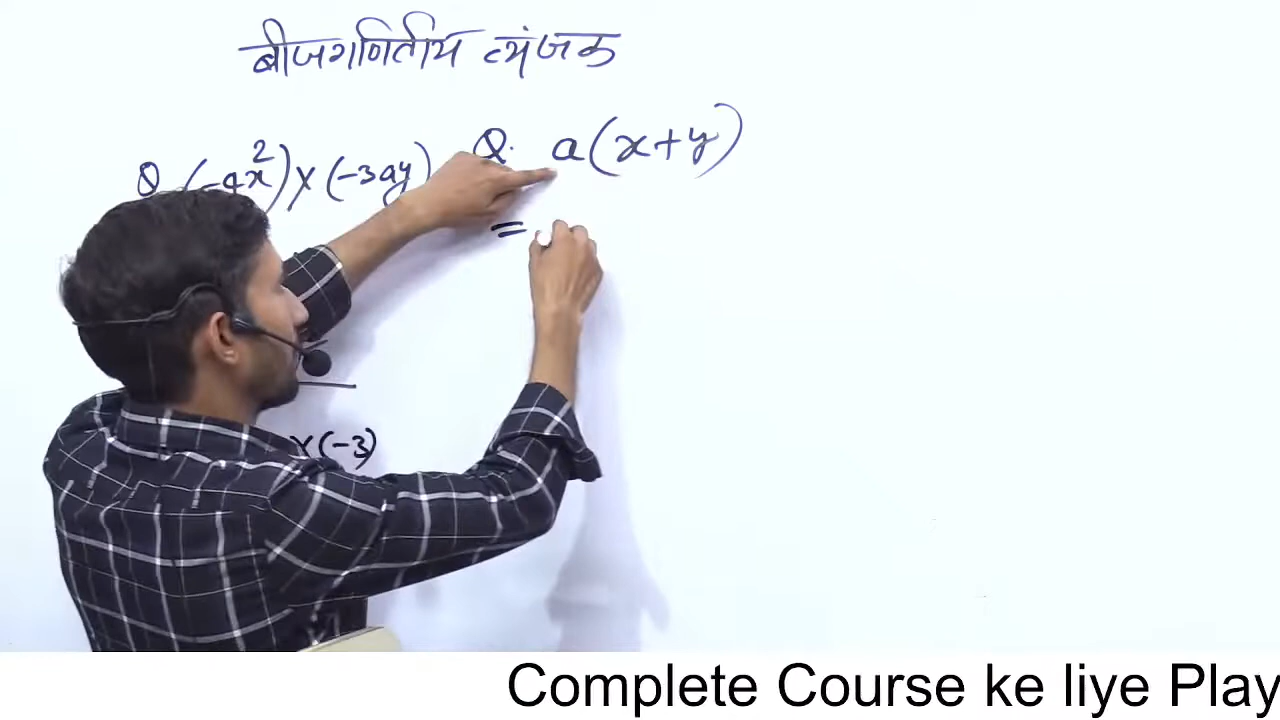 बीजगणितीय व्यंजक
Q (-4x²) × (-3ay)
Q. a(x+y)
=
× (-3)
Complete Course ke liye Play